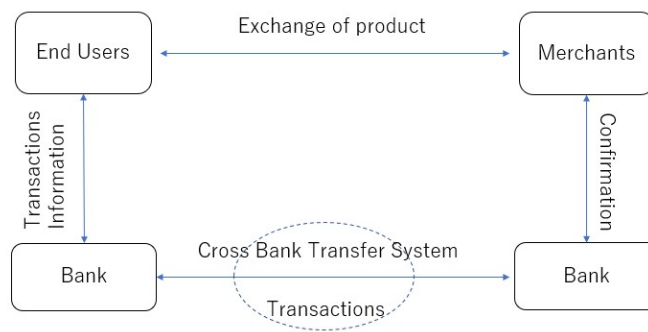 Exchange of product
End Users
Merchants
Transactions
Information
Confirmation
Cross Bank Transfer System
Bank
Bank
Transactions